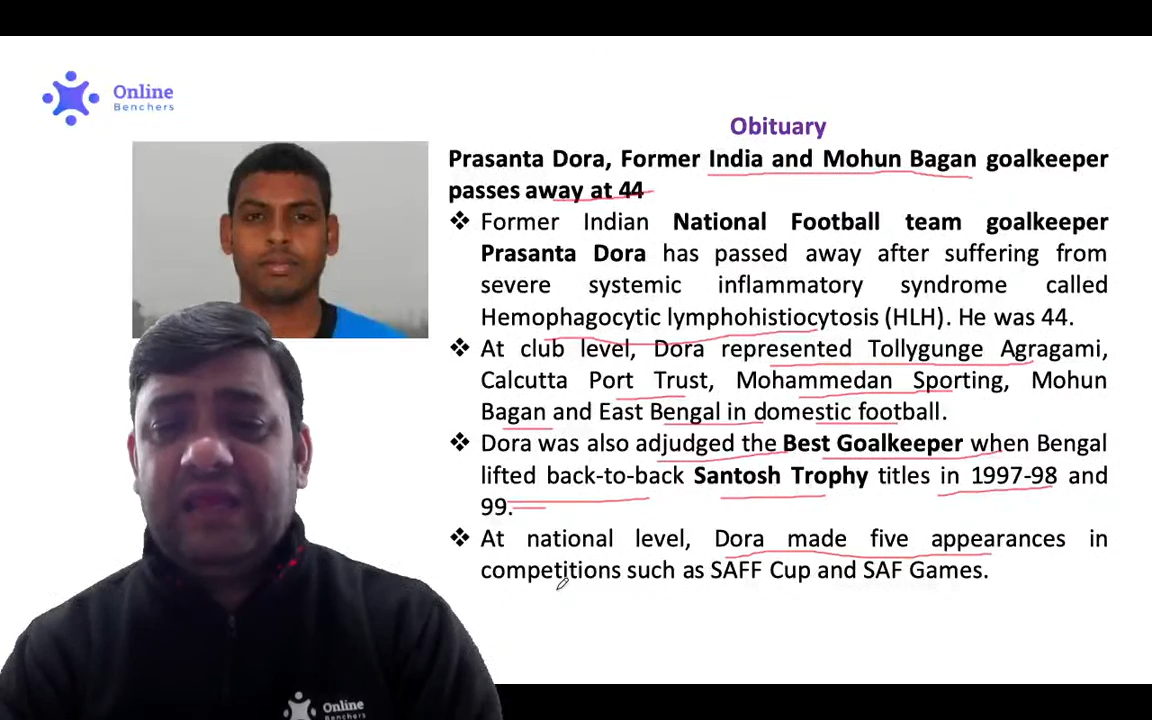 Online
Benchers
Obituary
Prasanta Dora, Former India and Mohun Bagan goalkeeper
passes away at 44
❖ Former Indian National Football team goalkeeper
Prasanta Dora has passed away after suffering from
severe systemic inflammatory syndrome called
Hemophagocytic lymphohistiocytosis (HLH). He was 44.
❖ At club level, Dora represented Tollygunge Agragami,
Calcutta Port Trust, Mohammedan Sporting, Mohun
Bagan and East Bengal in domestic football.
❖ Dora was also adjudged the Best Goalkeeper when Bengal
lifted back-to-back Santosh Trophy titles in 1997-98 and
99.
❖ At national level, Dora made five appearances in
competitions such as SAFF Cup and SAF Games.
Online
Benchers